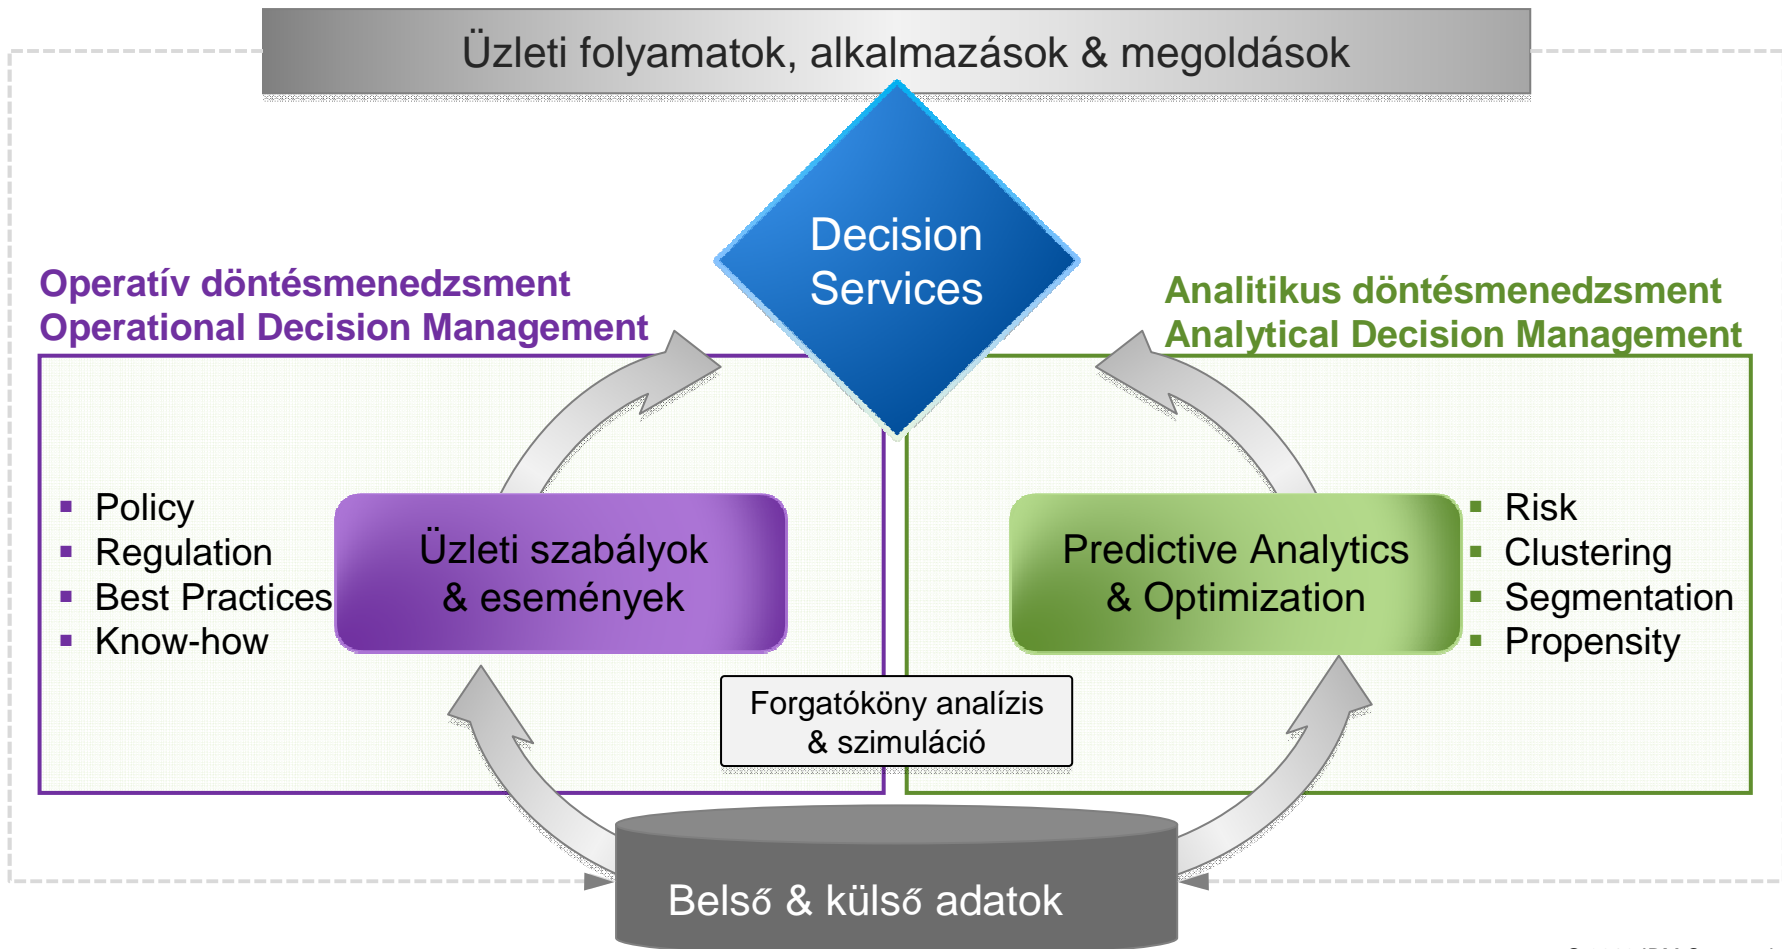 Üzleti folyamatok, alkalmazások & megoldások
Decision
Services
Operatív döntésmenedzsment
Operational Decision Management
Analitikus döntésmenedzsment
Analytical Decision Management
▪ Policy
▪ Regulation
▪ Best Practices
▪ Know-how
Üzleti szabályok
& események
Predictive Analytics
& Optimization
▪ Risk
▪ Clustering
▪ Segmentation
▪ Propensity
Forgatóköny analízis
& szimuláció
Belső & külső adatok